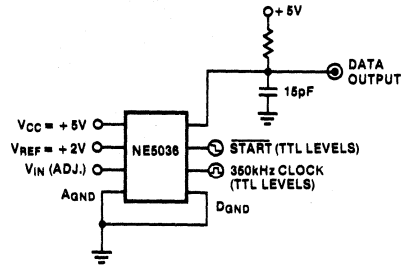 +5V
DATA
OUTPUT
15pF
VCC = +5V
NE5036
START (TTL LEVELS)
VREF = +2V
350kHz CLOCK
(TTL LEVELS)
VIN (ADJ.)
AGND
DGND